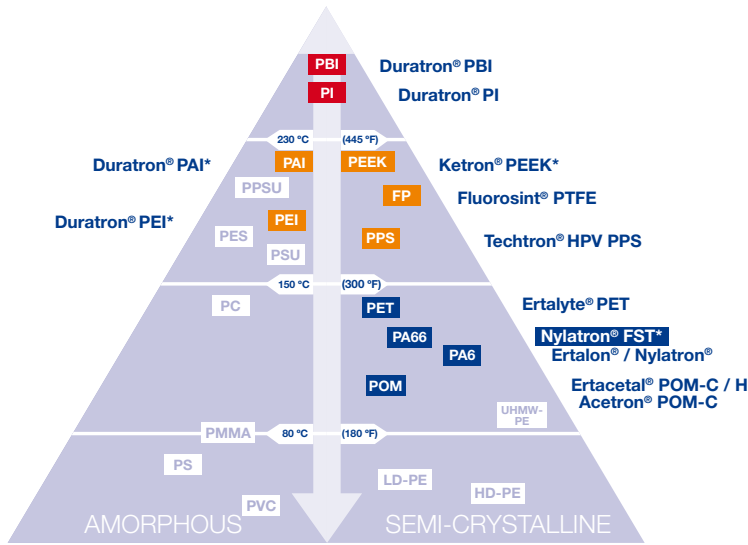 PBI
Duratron® PBI
PI
Duratron® PI
230 °C
(445 °F)
Duratron® PAI*
PAI
PEEK
Ketron® PEEK*
PPSU
FP
Fluorosint® PTFE
Duratron® PEI*
PEI
PES
PPS
Techtron® HPV PPS
PSU
150 °C
(300 °F)
PC
PET
Ertalyte® PET
PA66
Nylatron® FST*
PA6
Ertalon® / Nylatron®
POM
Ertacetal® POM-C / H
Acetron® POM-C
UHMW-
PE
PMMA
80 °C
(180 °F)
PS
LD-PE
HD-PE
PVC
AMORPHOUS
SEMI-CRYSTALLINE